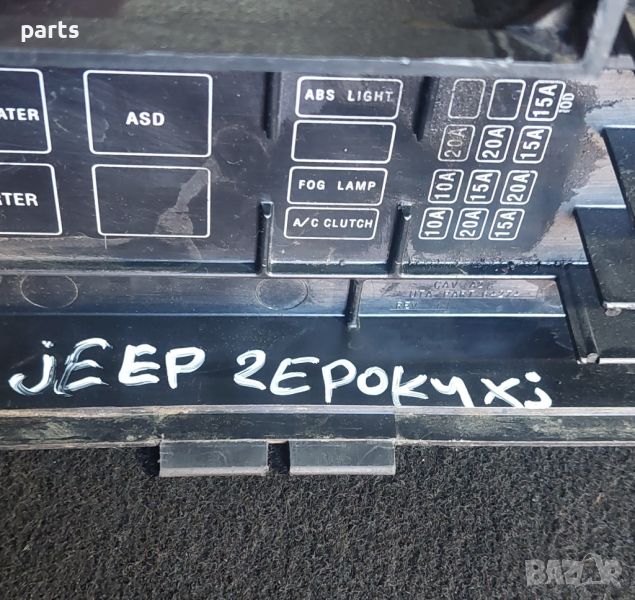 parts
ATER
ASD
ABS LIGHT
15A
20A 20A 15A
RTER
FOG LAMP
10A 15A 20A
A/C CLUTCH
10A 20A 15A
jEEP 2EPOKYXj
BAZAR